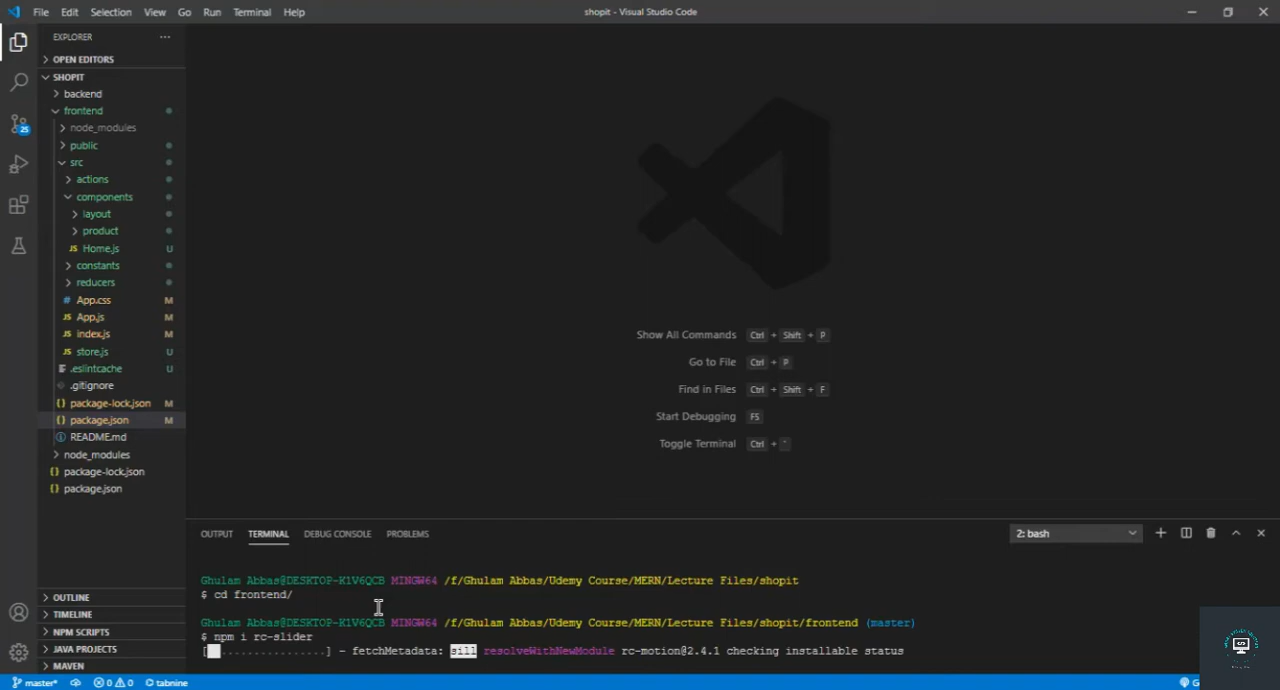 File Edit Selection View Go Run Terminal Help
shopit - Visual Studio Code
EXPLORER
OPEN EDITORS
SHOPIT
backend
frontend
node_modules
public
src
actions
components
layout
product
JS Home.js U
constants
reducers
# App.css M
JS App.js M
JS index.js M
JS store.js U
.eslintcache U
.gitignore
{} package-lock.json M
{} package.json M
README.md
node_modules
{} package-lock.json
{} package.json
OUTLINE
TIMELINE
NPM SCRIPTS
JAVA PROJECTS
MAVEN
25
Show All Commands Ctrl + Shift + P
Go to File Ctrl + P
Find in Files Ctrl + Shift + F
Start Debugging F5
Toggle Terminal Ctrl + `
OUTPUT TERMINAL DEBUG CONSOLE PROBLEMS
2: bash
Ghulam Abbas@DESKTOP-K1V6QCB MINGW64 /f/Ghulam Abbas/Udemy Course/MERN/Lecture Files/shopit
$ cd frontend/
Ghulam Abbas@DESKTOP-K1V6QCB MINGW64 /f/Ghulam Abbas/Udemy Course/MERN/Lecture Files/shopit/frontend (master)
$ npm i rc-slider
[ ................] - fetchMetadata: sill resolveWithNewModule rc-motion@2.4.1 checking installable status
master* 0 0 tabnine